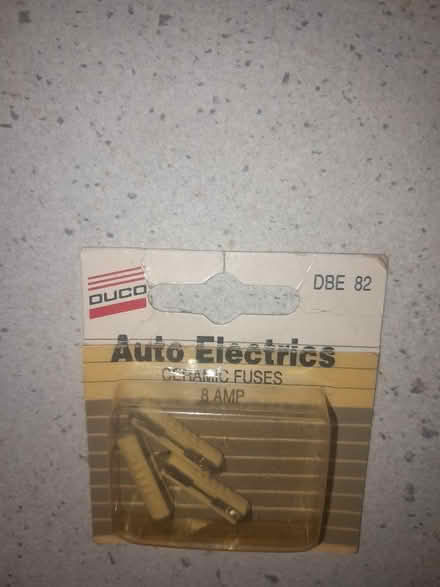 DUCO
DBE 82
Auto Electrics
CERAMIC FUSES
8 AMP